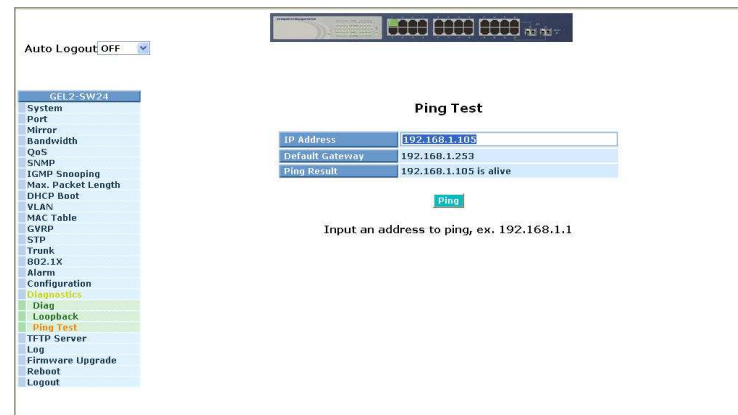 Auto Logout OFF
GEL2-SW24
System
Port
Mirror
Bandwidth
QoS
SNMP
IGMP Snooping
Max. Packet Length
DHCP Boot
VLAN
MAC Table
GVRP
STP
Trunk
802.1X
Alarm
Configuration
Diagnostics
Diag
Loopback
Ping Test
TFTP Server
Log
Firmware Upgrade
Reboot
Logout
Ping Test
IP Address 192.168.1.105
Default Gateway 192.168.1.253
Ping Result 192.168.1.105 is alive
Ping
Input an address to ping, ex. 192.168.1.1